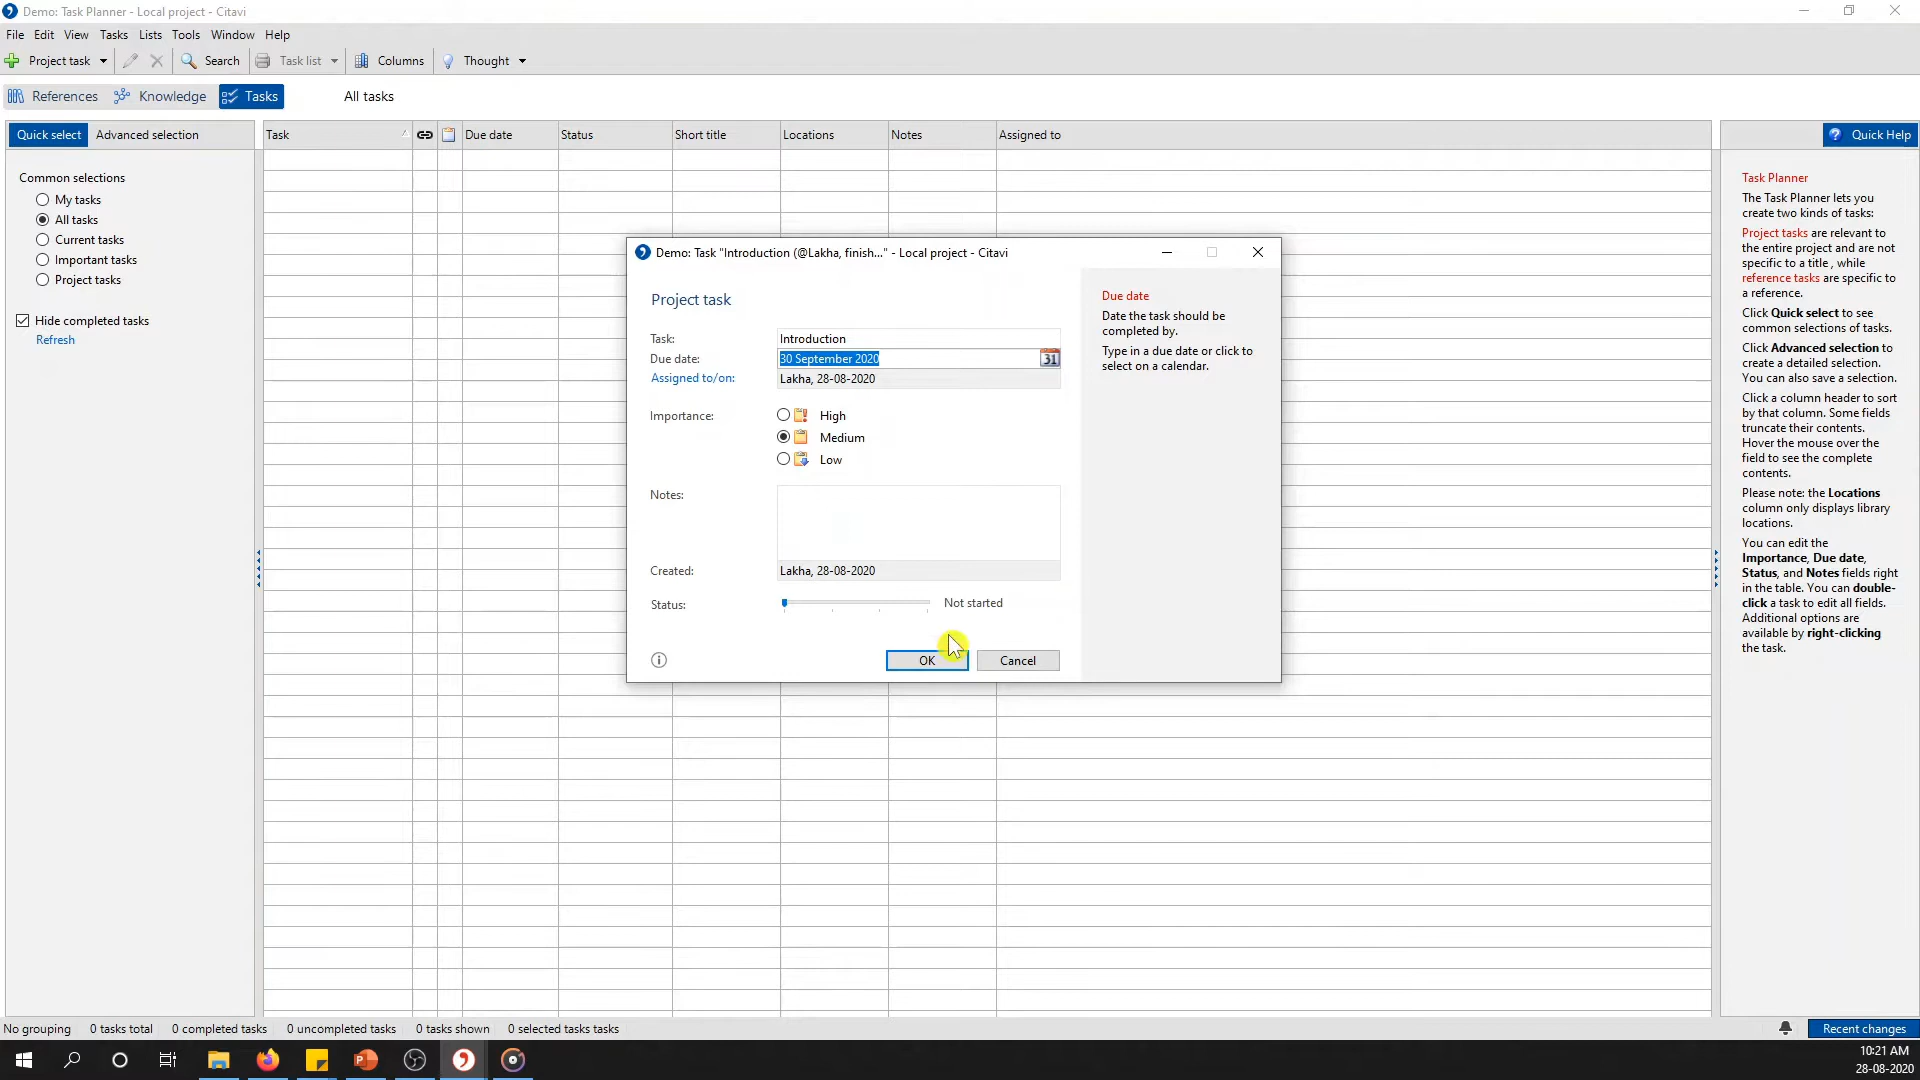 Demo: Task Planner - Local project - Citavi
File Edit View Tasks Lists Tools Window Help
Project task Search Task list Columns Thought
References Knowledge Tasks All tasks
Quick select Advanced selection
Task Due date Status Short title Locations Notes Assigned to
Quick Help
Common selections
My tasks
All tasks
Current tasks
Important tasks
Project tasks
Hide completed tasks
Refresh
Demo: Task "Introduction (@Lakha, finish..." - Local project - Citavi
Project task
Task: Introduction
Due date: 30 September 2020
31
Assigned to/on: Lakha, 28-08-2020
Importance: High
Medium
Low
Notes:
Created: Lakha, 28-08-2020
Status: Not started
OK Cancel
Due date
Date the task should be
completed by.
Type in a due date or click to
select on a calendar.
Task Planner
The Task Planner lets you
create two kinds of tasks:
Project tasks are relevant to
the entire project and are not
specific to a title , while
reference tasks are specific to
a reference.
Click Quick select to see
common selections of tasks.
Click Advanced selection to
create a detailed selection.
You can also save a selection.
Click a column header to sort
by that column. Some fields
truncate their contents.
Hover the mouse over the
field to see the complete
contents.
Please note: the Locations
column only displays library
locations.
You can edit the
Importance, Due date,
Status, and Notes fields right
in the table. You can double-
click a task to edit all fields.
Additional options are
available by right-clicking
the task.
No grouping 0 tasks total 0 completed tasks 0 uncompleted tasks 0 tasks shown 0 selected tasks tasks
Recent changes
10:21 AM
28-08-2020